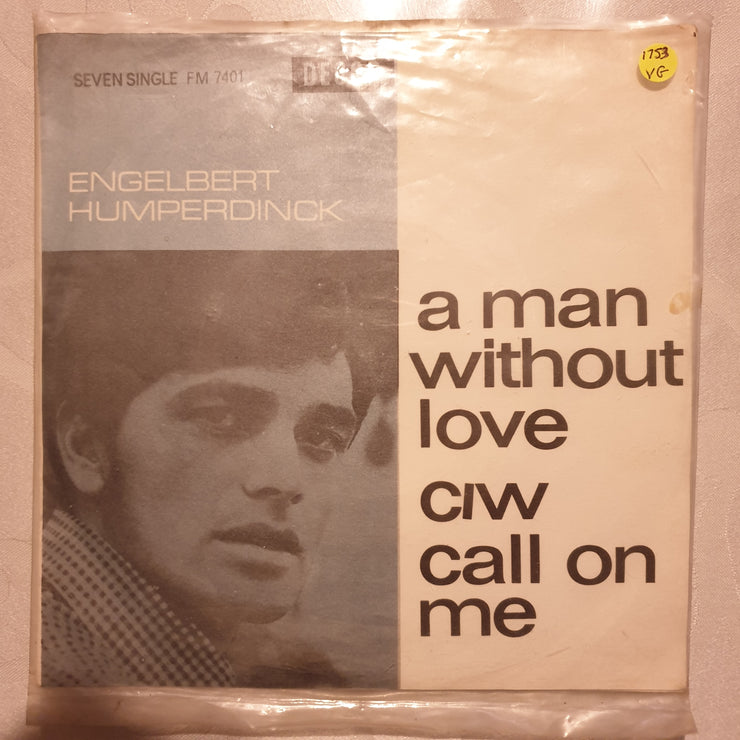 SEVEN SINGLE FM 7401
1753
VG
ENGELBERT
HUMPERDINCK
a man
without
love
c/w
call on
me